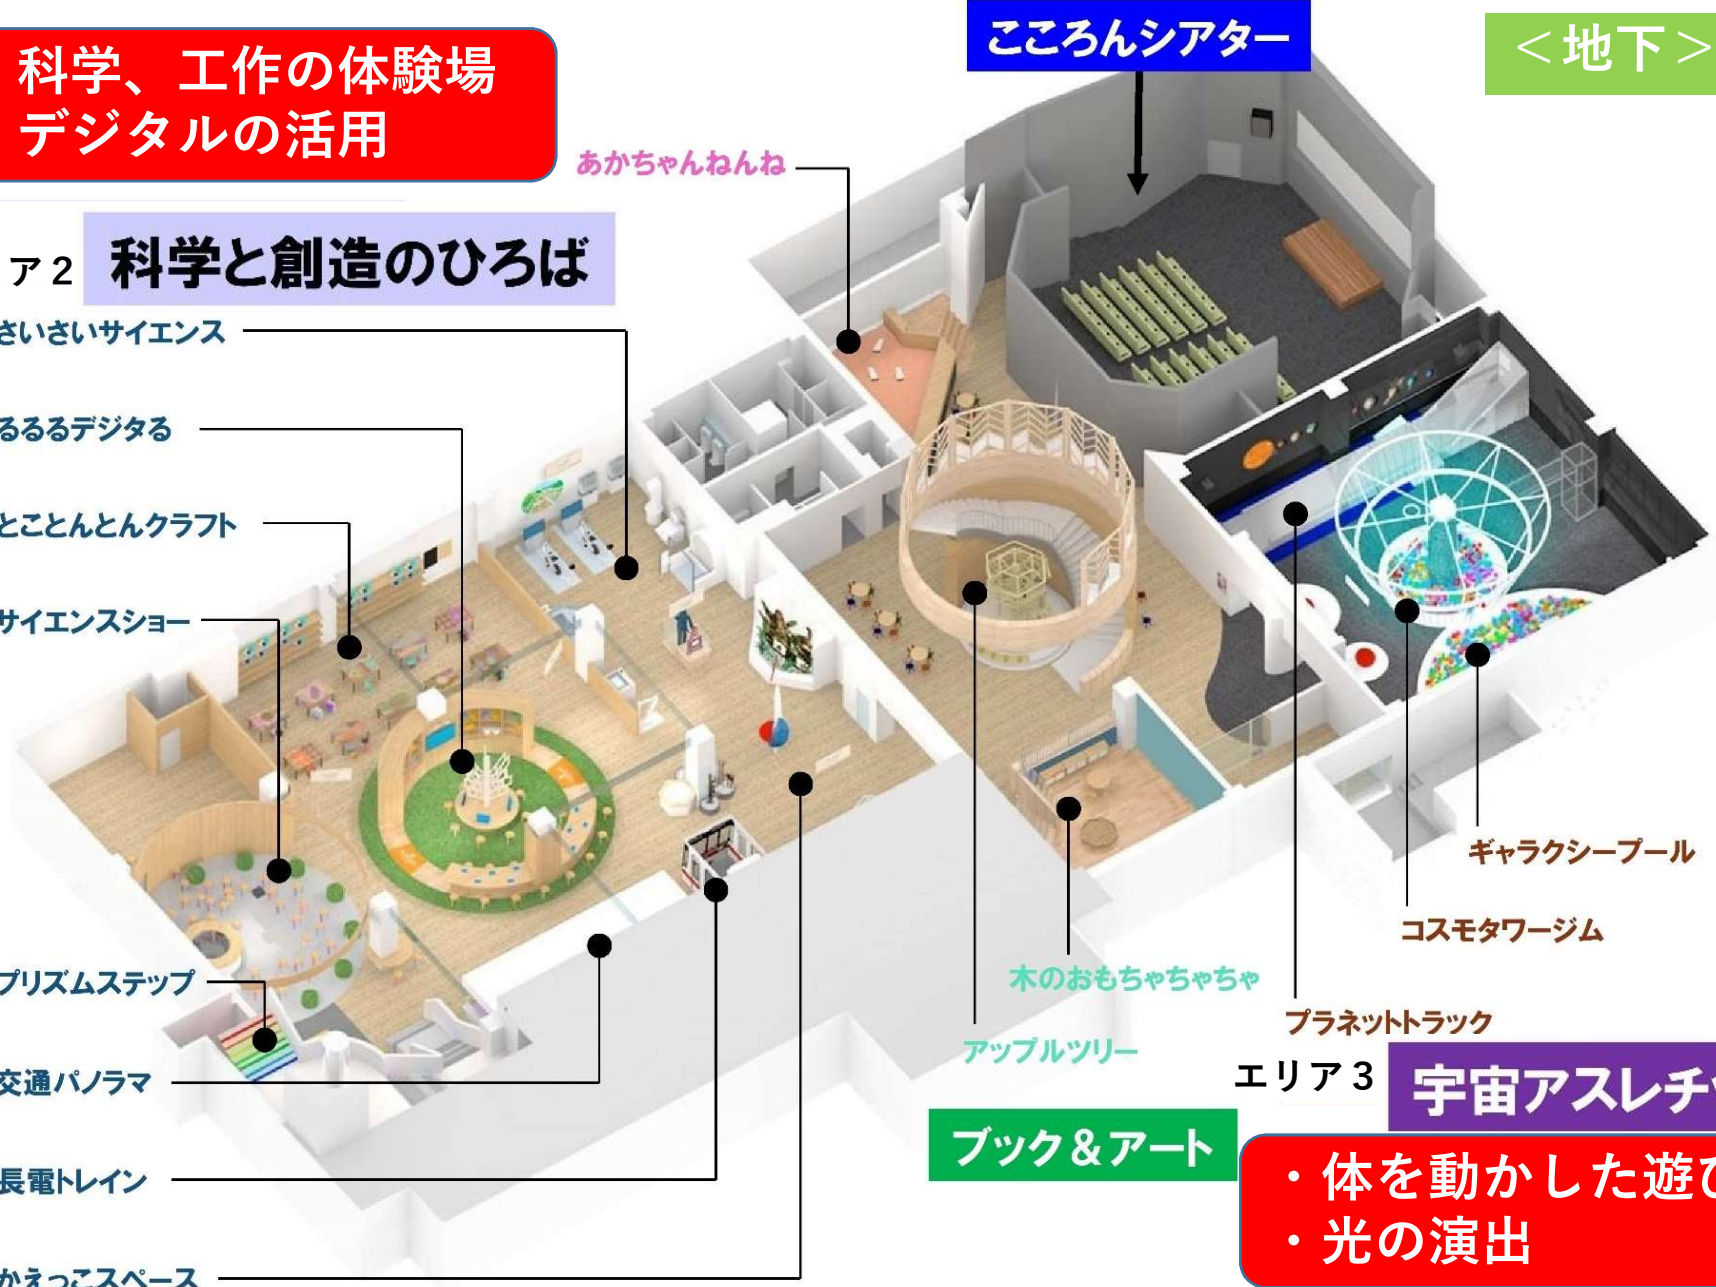 科学、工作の体験場
デジタルの活用
こころんシアター
＜地下＞
あかちゃんねんね
ア２
科学と創造のひろば
さいさいサイエンス
るるるデジタる
とことんとんクラフト
サイエンスショー
プリズムステップ
交通パノラマ
長電トレイン
かえっこスペース
ギャラクシープール
コスモタワージム
木のおもちゃちゃちゃ
プラネットトラック
アップルツリー
エリア３
宇宙アスレチッ
ブック＆アート
・体を動かした遊び
・光の演出